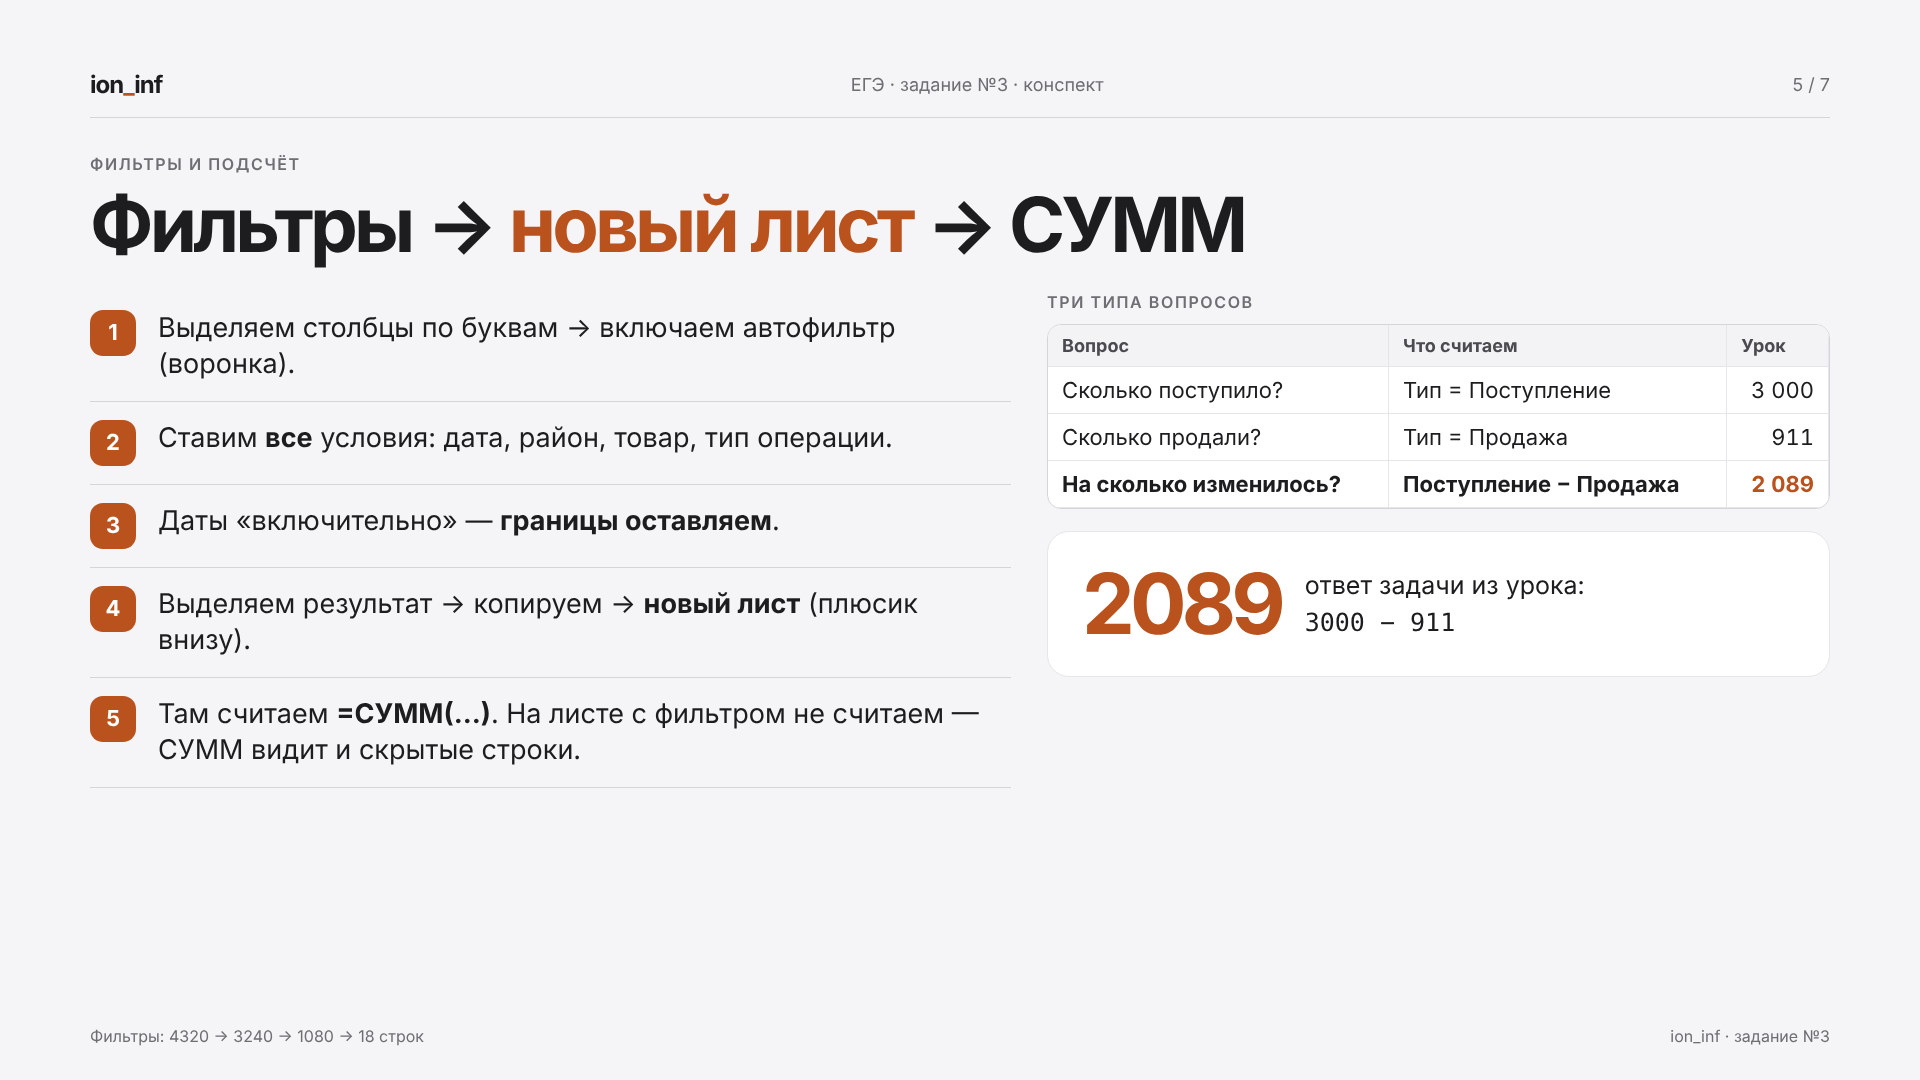 ion_inf
ЕГЭ · задание №3 · конспект
5 / 7
ФИЛЬТРЫ И ПОДСЧЁТ
Фильтры → новый лист → СУММ
1 Выделяем столбцы по буквам → включаем автофильтр
(воронка).
2 Ставим все условия: дата, район, товар, тип операции.
3 Даты «включительно» — границы оставляем.
4 Выделяем результат → копируем → новый лист (плюсик
внизу).
5 Там считаем =СУММ(...). На листе с фильтром не считаем —
СУММ видит и скрытые строки.
ТРИ ТИПА ВОПРОСОВ
Вопрос Что считаем Урок
Сколько поступило? Тип = Поступление 3 000
Сколько продали? Тип = Продажа 911
На сколько изменилось? Поступление − Продажа 2 089
2089
ответ задачи из урока:
3000 − 911
Фильтры: 4320 → 3240 → 1080 → 18 строк
ion_inf · задание №3